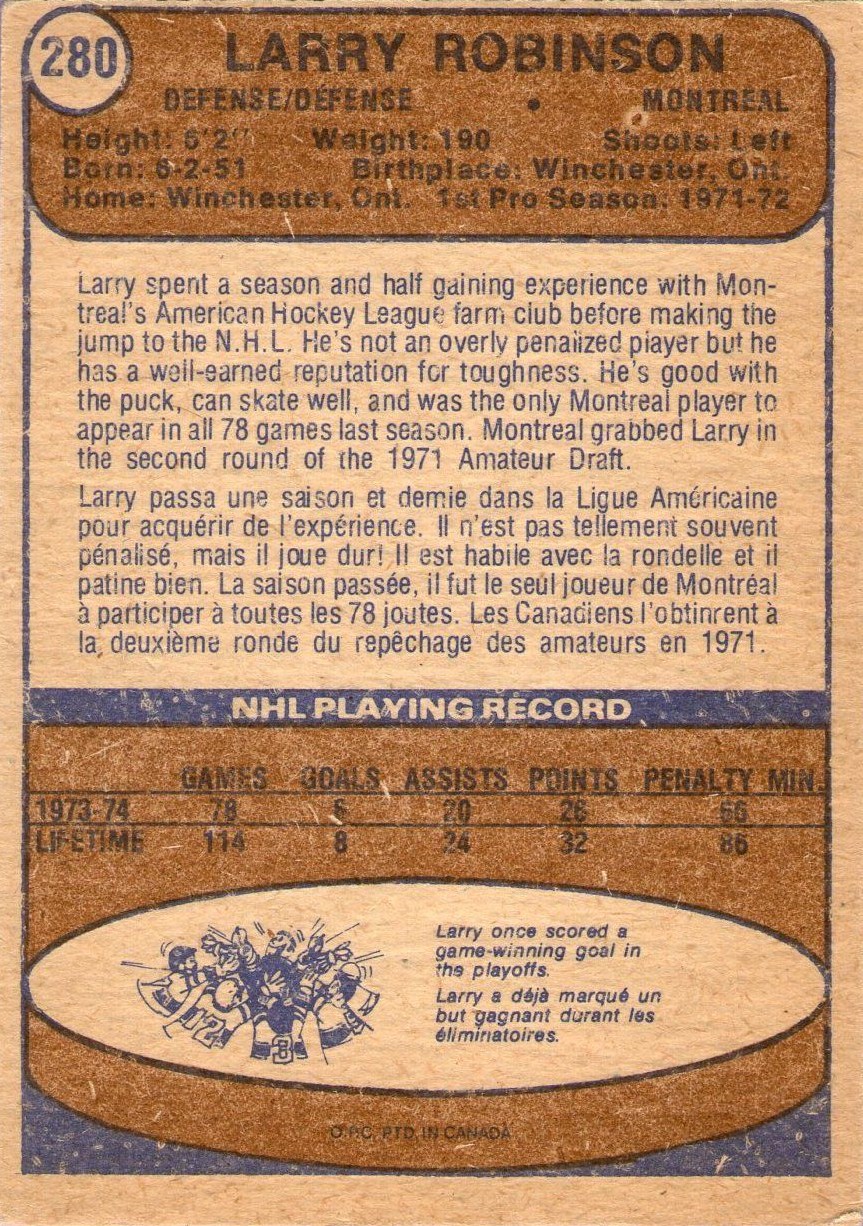 280
LARRY ROBINSON
DEFENSE/DÉFENSE • MONTREAL
Height: 6'2" Weight: 190 Shoots: Left
Born: 6-2-51 Birthplace: Winchester, Ont.
Home: Winchester, Ont. 1st Pro Season: 1971-72
Larry spent a season and half gaining experience with Mon-
treal's American Hockey League farm club before making the
jump to the N.H.L. He's not an overly penalized player but he
has a well-earned reputation for toughness. He's good with
the puck, can skate well, and was the only Montreal player to
appear in all 78 games last season. Montreal grabbed Larry in
the second round of the 1971 Amateur Draft.
Larry passa une saison et demie dans la Ligue Américaine
pour acquérir de l'expérience. Il n'est pas tellement souvent
pénalisé, mais il joue dur! Il est habile avec la rondelle et il
patine bien. La saison passée, il fut le seul joueur de Montréal
à participer à toutes les 78 joutes. Les Canadiens l'obtinrent à
la deuxième ronde du repêchage des amateurs en 1971.
NHL PLAYING RECORD
GAMES GOALS ASSISTS POINTS PENALTY MIN.
1973-74 78 6 20 26 66
LIFETIME 114 8 24 32 86
Larry once scored a
game-winning goal in
the playoffs.
Larry a déjà marqué un
but gagnant durant les
éliminatoires.
12
8
O.P.C. PTD. IN CANADA